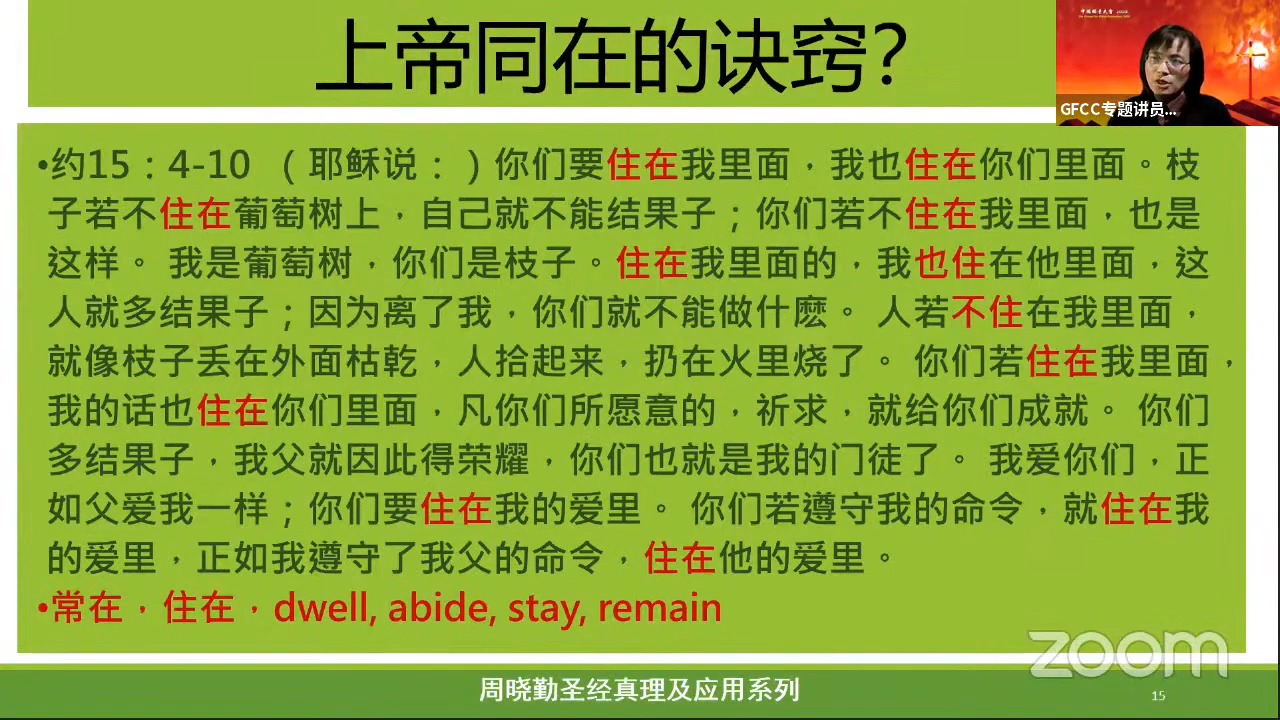 上帝同在的诀窍？
中国福音大会
GFCC专题讲员...
•约15：4-10 （耶稣说：）你们要住在我里面，我也住在你们里面。枝
子若不住在葡萄树上，自己就不能结果子；你们若不住在我里面，也是
这样。 我是葡萄树，你们是枝子。住在我里面的，我也住在他里面，这
人就多结果子；因为离了我，你们就不能做什麽。 人若不住在我里面，
就像枝子丢在外面枯乾，人拾起来，扔在火里烧了。 你们若住在我里面，
我的话也住在你们里面，凡你们所愿意的，祈求，就给你们成就。 你们
多结果子，我父就因此得荣耀，你们也就是我的门徒了。 我爱你们，正
如父爱我一样；你们要住在我的爱里。 你们若遵守我的命令，就住在我
的爱里，正如我遵守了我父的命令，住在他的爱里。
•常在，住在，dwell, abide, stay, remain
zoom
周晓勤圣经真理及应用系列
15